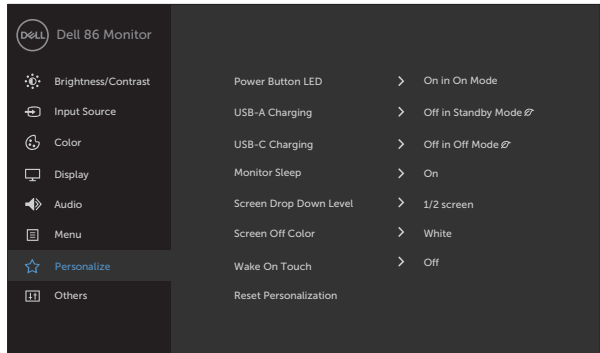 DELL Dell 86 Monitor
Brightness/Contrast
Input Source
Color
Display
Audio
Menu
Personalize
Others
Power Button LED > On in On Mode
USB-A Charging > Off in Standby Mode
USB-C Charging > Off in Off Mode
Monitor Sleep > On
Screen Drop Down Level > 1/2 screen
Screen Off Color > White
Wake On Touch > Off
Reset Personalization